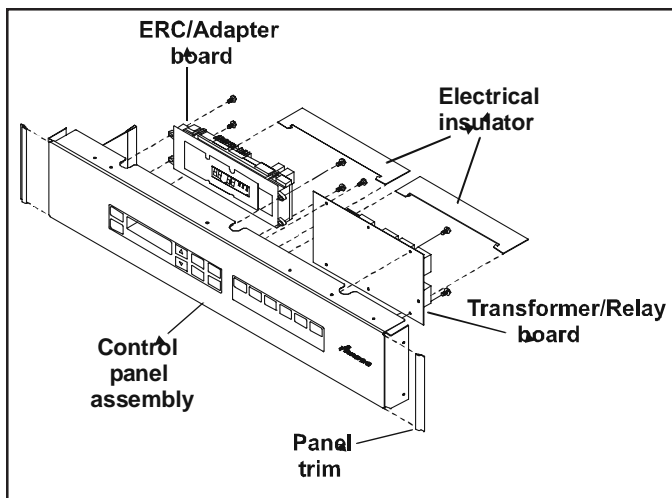 ERC/Adapter
board
Electrical
insulator
Transformer/Relay
board
Control
panel
assembly
Panel
trim